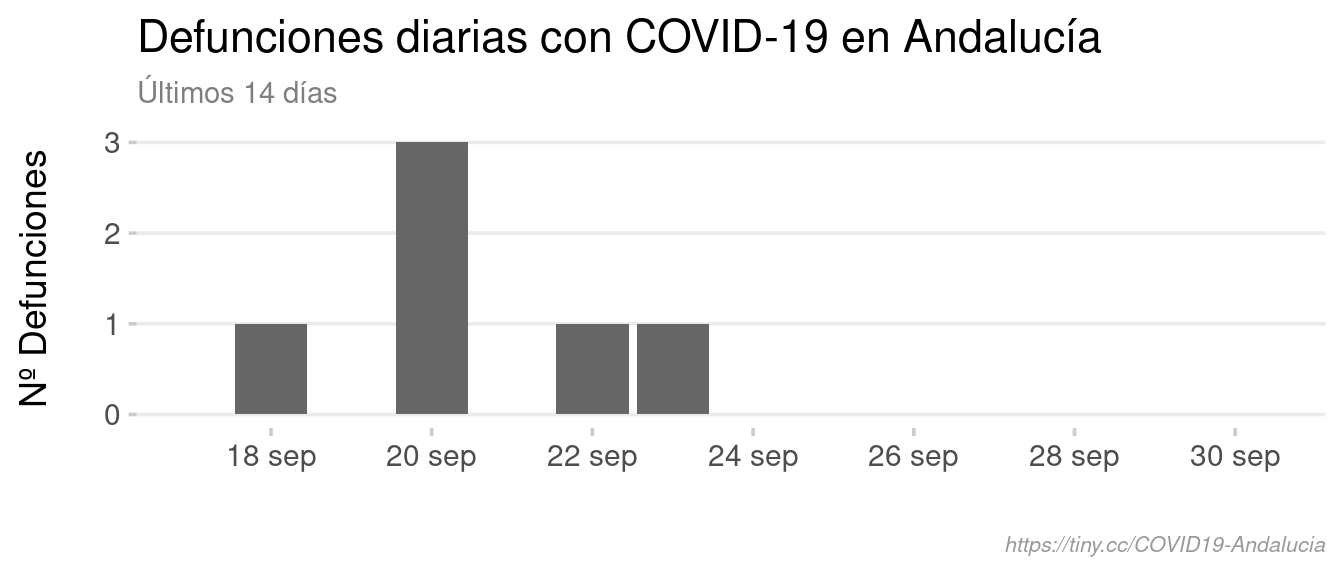 Defunciones diarias con COVID-19 en Andalucía
Últimos 14 días
Nº Defunciones
3
2
1
0
18 sep 20 sep 22 sep 24 sep 26 sep 28 sep 30 sep
https://tiny.cc/COVID19-Andalucia